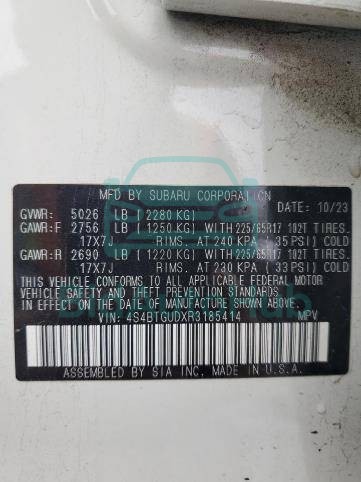 MFD BY SUBARU CORPORATION
DATE: 10/23
GVWR: 5026 LB (2280 KG)
GAWR:F 2756 LB (1250 KG) WITH 225/65R17 102T TIRES
17X7J RIMS. AT 240 KPA (35 PSI) COLD
GAWR:R 2690 LB (1220 KG) WITH 225/65R17 102T TIRES
17X7J RIMS. AT 230 KPA (33 PSI) COLD
THIS VEHICLE CONFORMS TO ALL APPLICABLE FEDERAL MOTOR
VEHICLE SAFETY, BUMPER, AND THEFT PREVENTION STANDARDS
IN EFFECT ON THE DATE OF MANUFACTURE SHOWN ABOVE.
VIN: 4S4BTGUDXR3185414 MPV
ASSEMBLED BY SIA INC. MADE IN U.S.A.